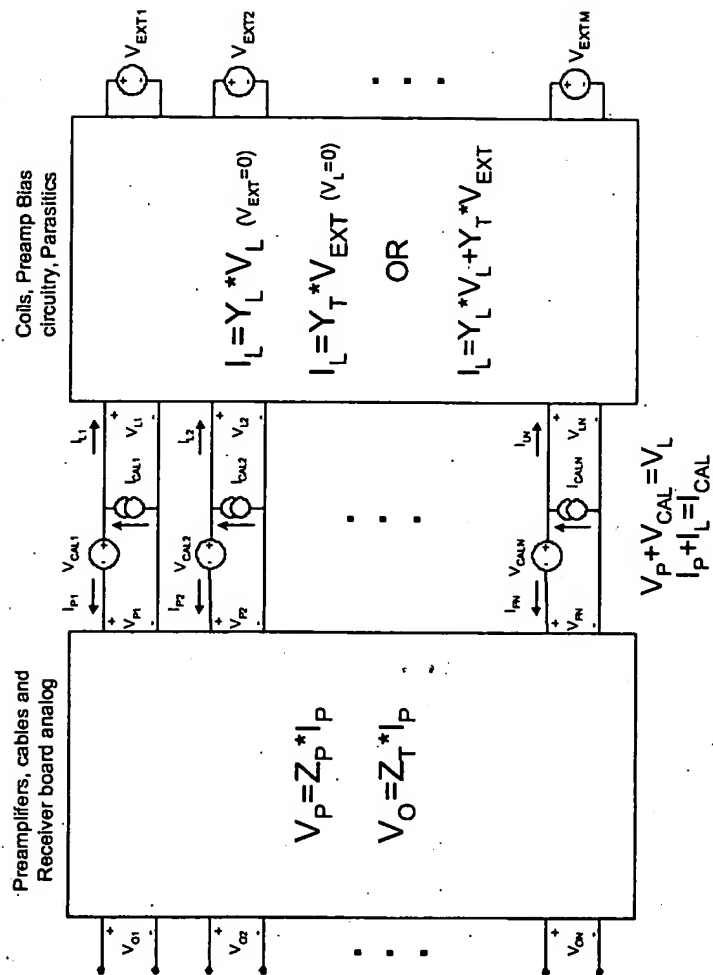 Preamplifers, cables and
Receiver board analog
Coils, Preamp Bias
circuitry, Parasitics
V_O1
+
-
V_O2
+
-
V_ON
+
-
V_P=Z_P*I_P
V_O=Z_T*I_P
I_P1
V_CAL1
I_L1
+
V_P1
-
I_CAL1
+
V_L1
-
I_P2
V_CAL2
I_L2
+
V_P2
-
I_CAL2
+
V_L2
-
I_PN
V_CALN
I_LN
+
V_PN
-
I_CALN
+
V_LN
-
V_P+V_CAL=V_L
I_P+I_L=I_CAL
I_L=Y_L*V_L (V_EXT=0)
I_L=Y_T*V_EXT (V_L=0)
OR
I_L=Y_L*V_L+Y_T*V_EXT
V_EXT1
V_EXT2
V_EXTM